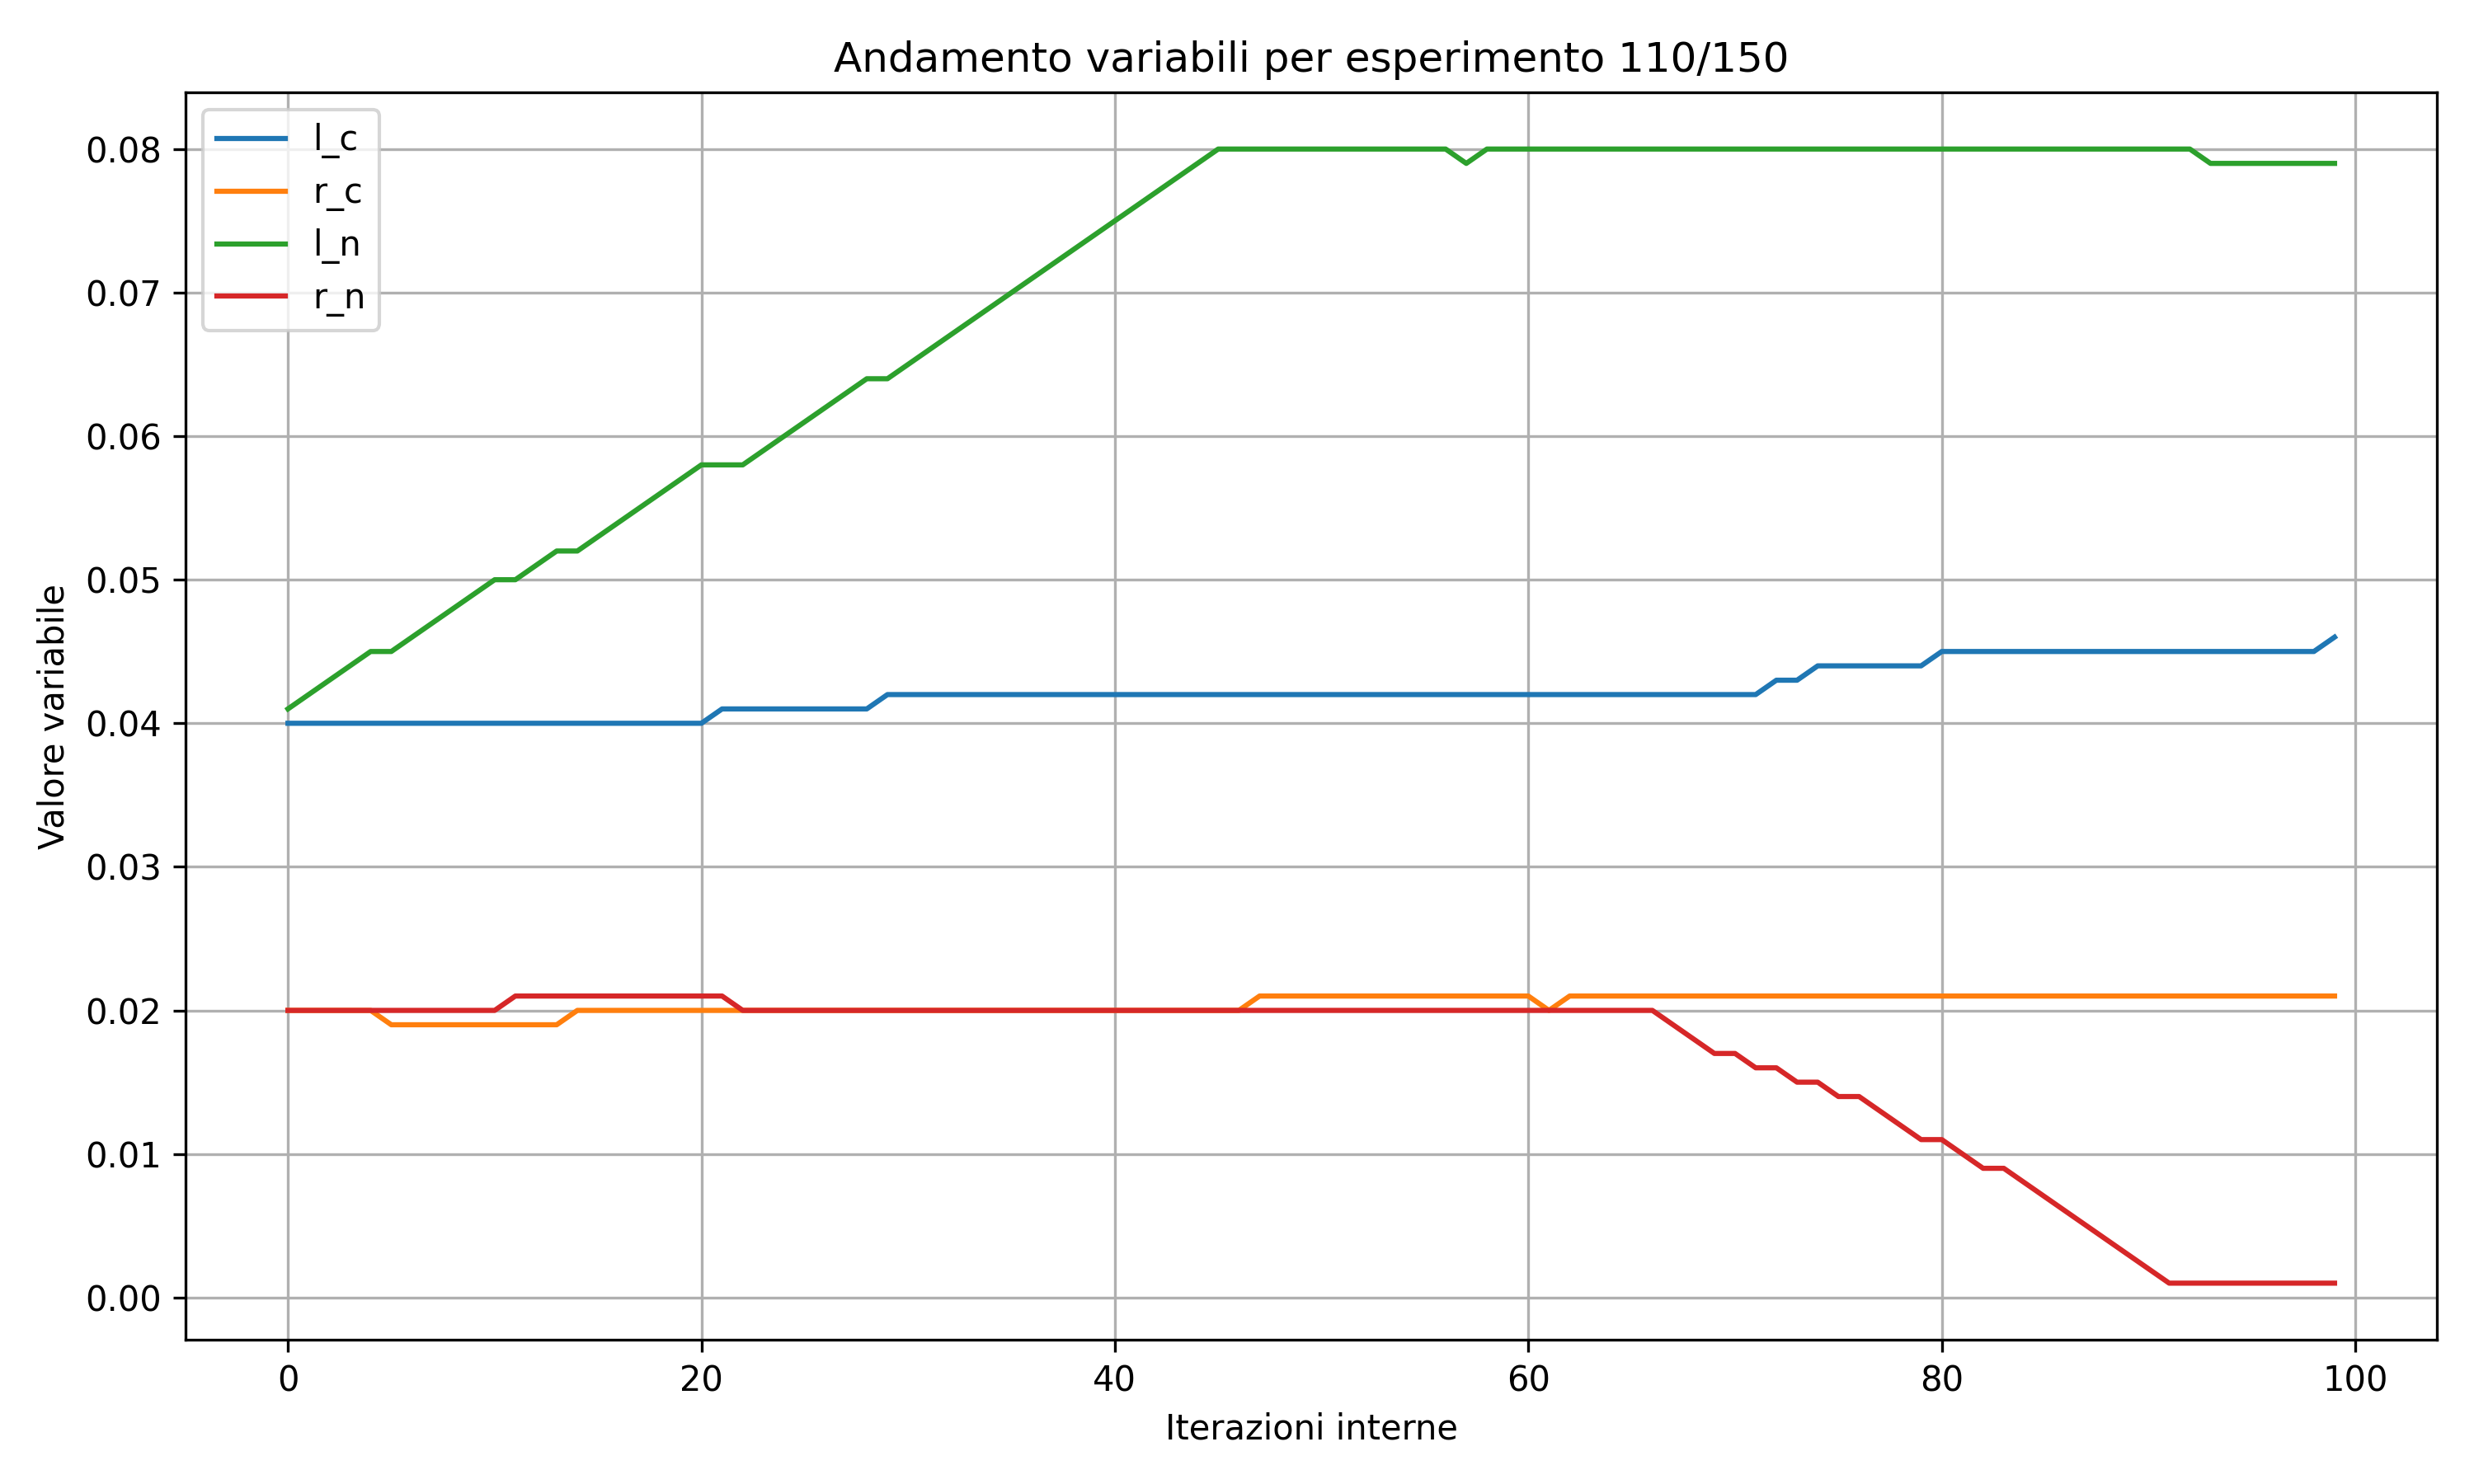 Andamento variabili per esperimento 110/150
l_c
r_c
l_n
r_n
Valore variabile
0.08
0.07
0.06
0.05
0.04
0.03
0.02
0.01
0.00
0 20 40 60 80 100
Iterazioni interne